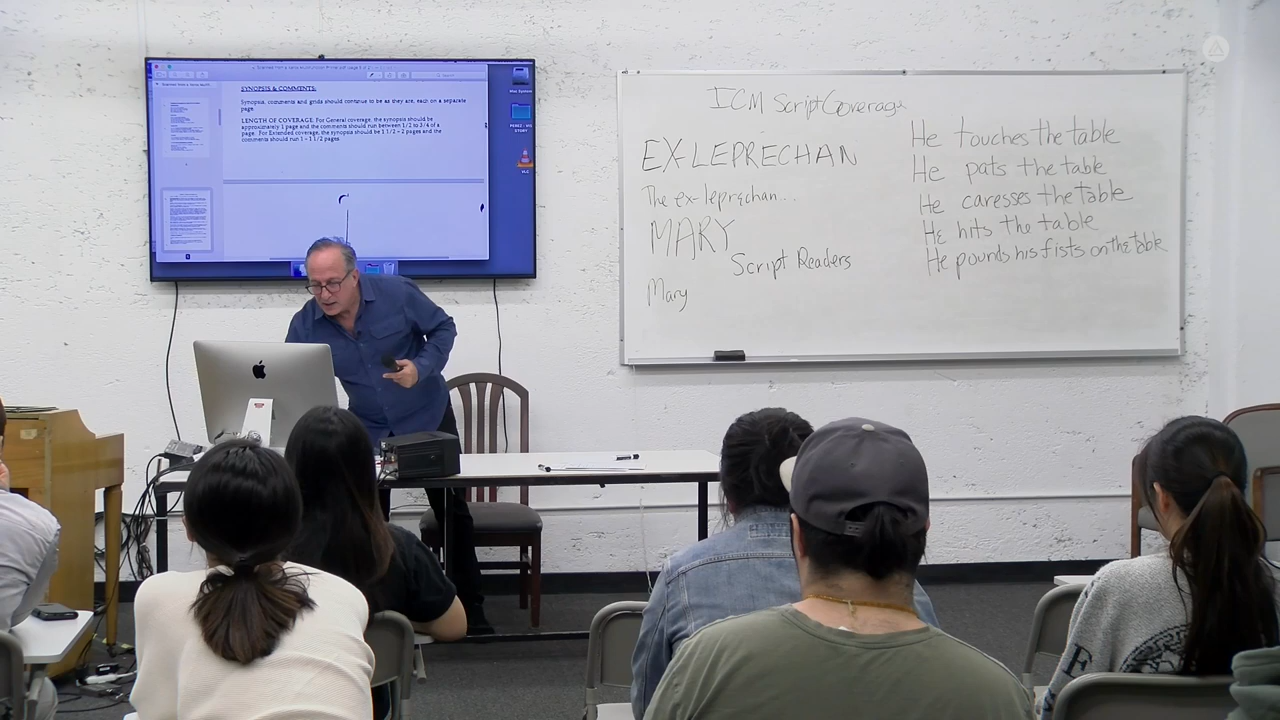 SYNOPSIS & COMMENTS:
Synopsis, comments and grids should continue to be as they are, each on a separate
page.
LENGTH OF COVERAGE: For General coverage, the synopsis should be
approximately 1 page and the comments should run between 1/2 to 3/4 of a
page. For Extended coverage, the synopsis should be 1 1/2 - 2 pages and the
comments should run 1 - 1 1/2 pages
ICM Script Coverage
EX-LEPRECHAN
The ex-leprechan...
MARY
Script Readers
Mary
He touches the table
He pats the table
He caresses the table
He hits the table
He pounds his fists on the table